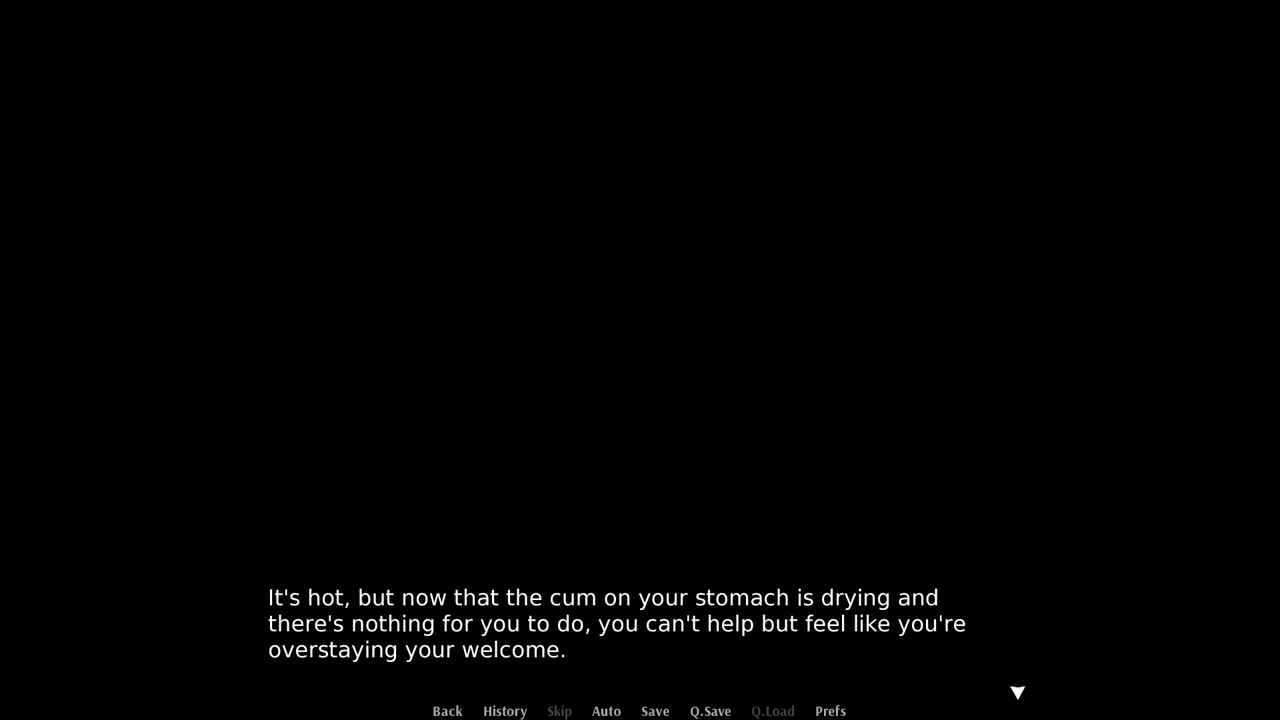 It's hot, but now that the cum on your stomach is drying and
there's nothing for you to do, you can't help but feel like you're
overstaying your welcome.
Back History Skip Auto Save Q.Save Q.Load Prefs